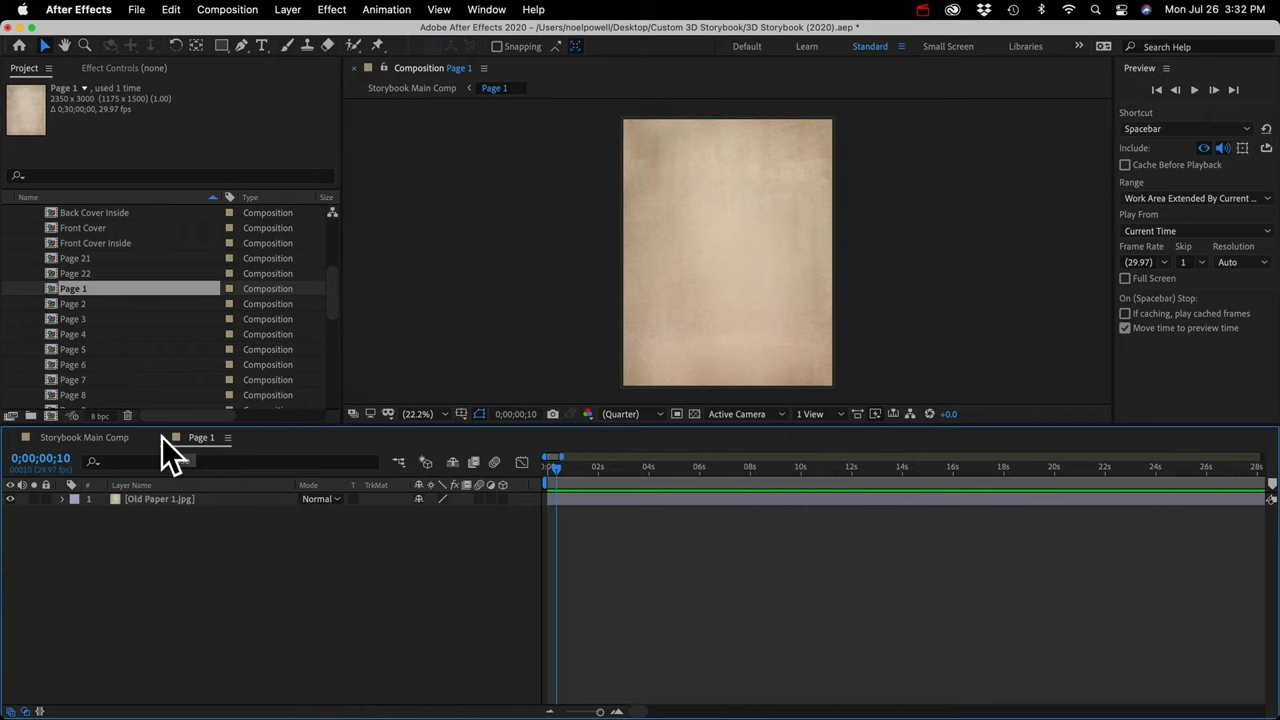 After Effects File Edit Composition Layer Effect Animation View Window Help Mon Jul 26 3:32 PM
Adobe After Effects 2020 - /Users/noelpowell/Desktop/Custom 3D Storybook/3D Storybook (2020).aep *
Snapping Default Learn Standard Small Screen Libraries Search Help
Project Effect Controls (none) Composition Page 1 Preview
Page 1 , used 1 time
2350 x 3000 (1175 x 1500) (1.00)
Δ 0;30;00;00, 29.97 fps
Storybook Main Comp Page 1
Shortcut
Spacebar
Include:
Cache Before Playback
Range
Work Area Extended By Current ...
Play From
Current Time
Frame Rate Skip Resolution
(29.97) 1 Auto
Full Screen
On (Spacebar) Stop:
If caching, play cached frames
Move time to preview time
Name Type Size
Back Cover Inside Composition
Front Cover Composition
Front Cover Inside Composition
Page 21 Composition
Page 22 Composition
Page 1 Composition
Page 2 Composition
Page 3 Composition
Page 4 Composition
Page 5 Composition
Page 6 Composition
Page 7 Composition
Page 8 Composition
8 bpc
(22.2%) 0;00;00;10 (Quarter) Active Camera 1 View +0.0
Storybook Main Comp Page 1
0;00;00;10
00010 (29.97 fps)
02s 04s 06s 08s 10s 12s 14s 16s 18s 20s 22s 24s 26s 28s
# Layer Name Mode T TrkMat
1 [Old Paper 1.jpg] Normal